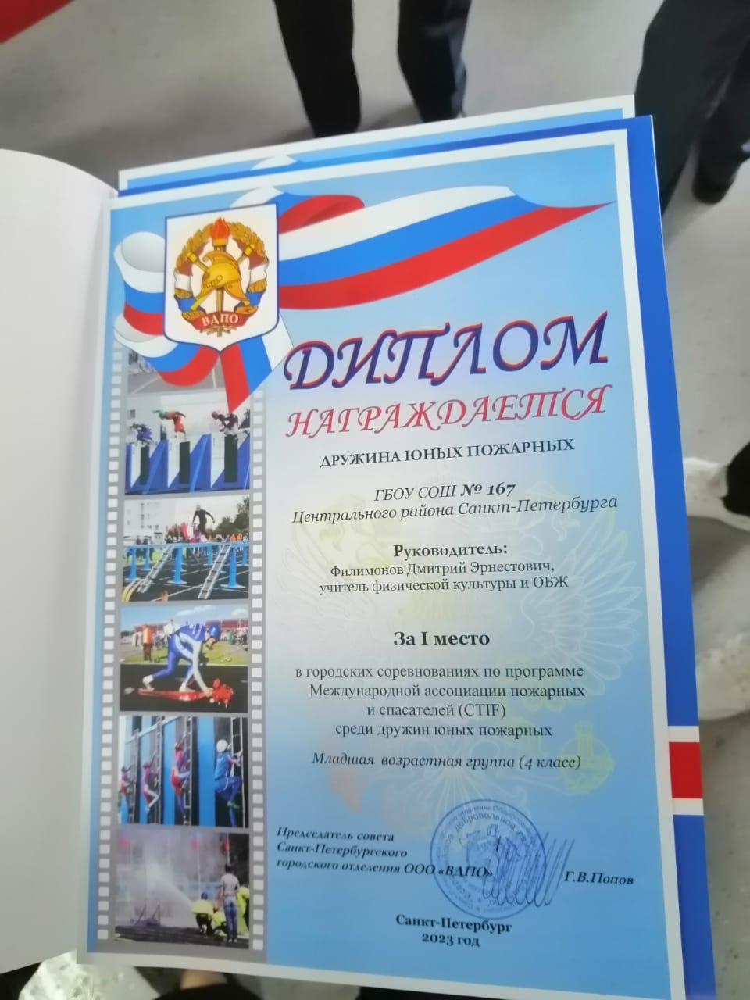 ВДПО
ДИПЛОМ
НАГРАЖДАЕТСЯ
ДРУЖИНА ЮНЫХ ПОЖАРНЫХ
ГБОУ СОШ № 167
Центрального района Санкт-Петербурга
Руководитель:
Филимонов Дмитрий Эрнестович,
учитель физической культуры и ОБЖ
За I место
в городских соревнованиях по программе
Международной ассоциации пожарных
и спасателей (CTIF)
среди дружин юных пожарных
Младшая возрастная группа (4 класс)
Председатель совета
Санкт-Петербургского
городского отделения ООО «ВДПО»
Г.В.Попов
Санкт-Петербург
2023 год